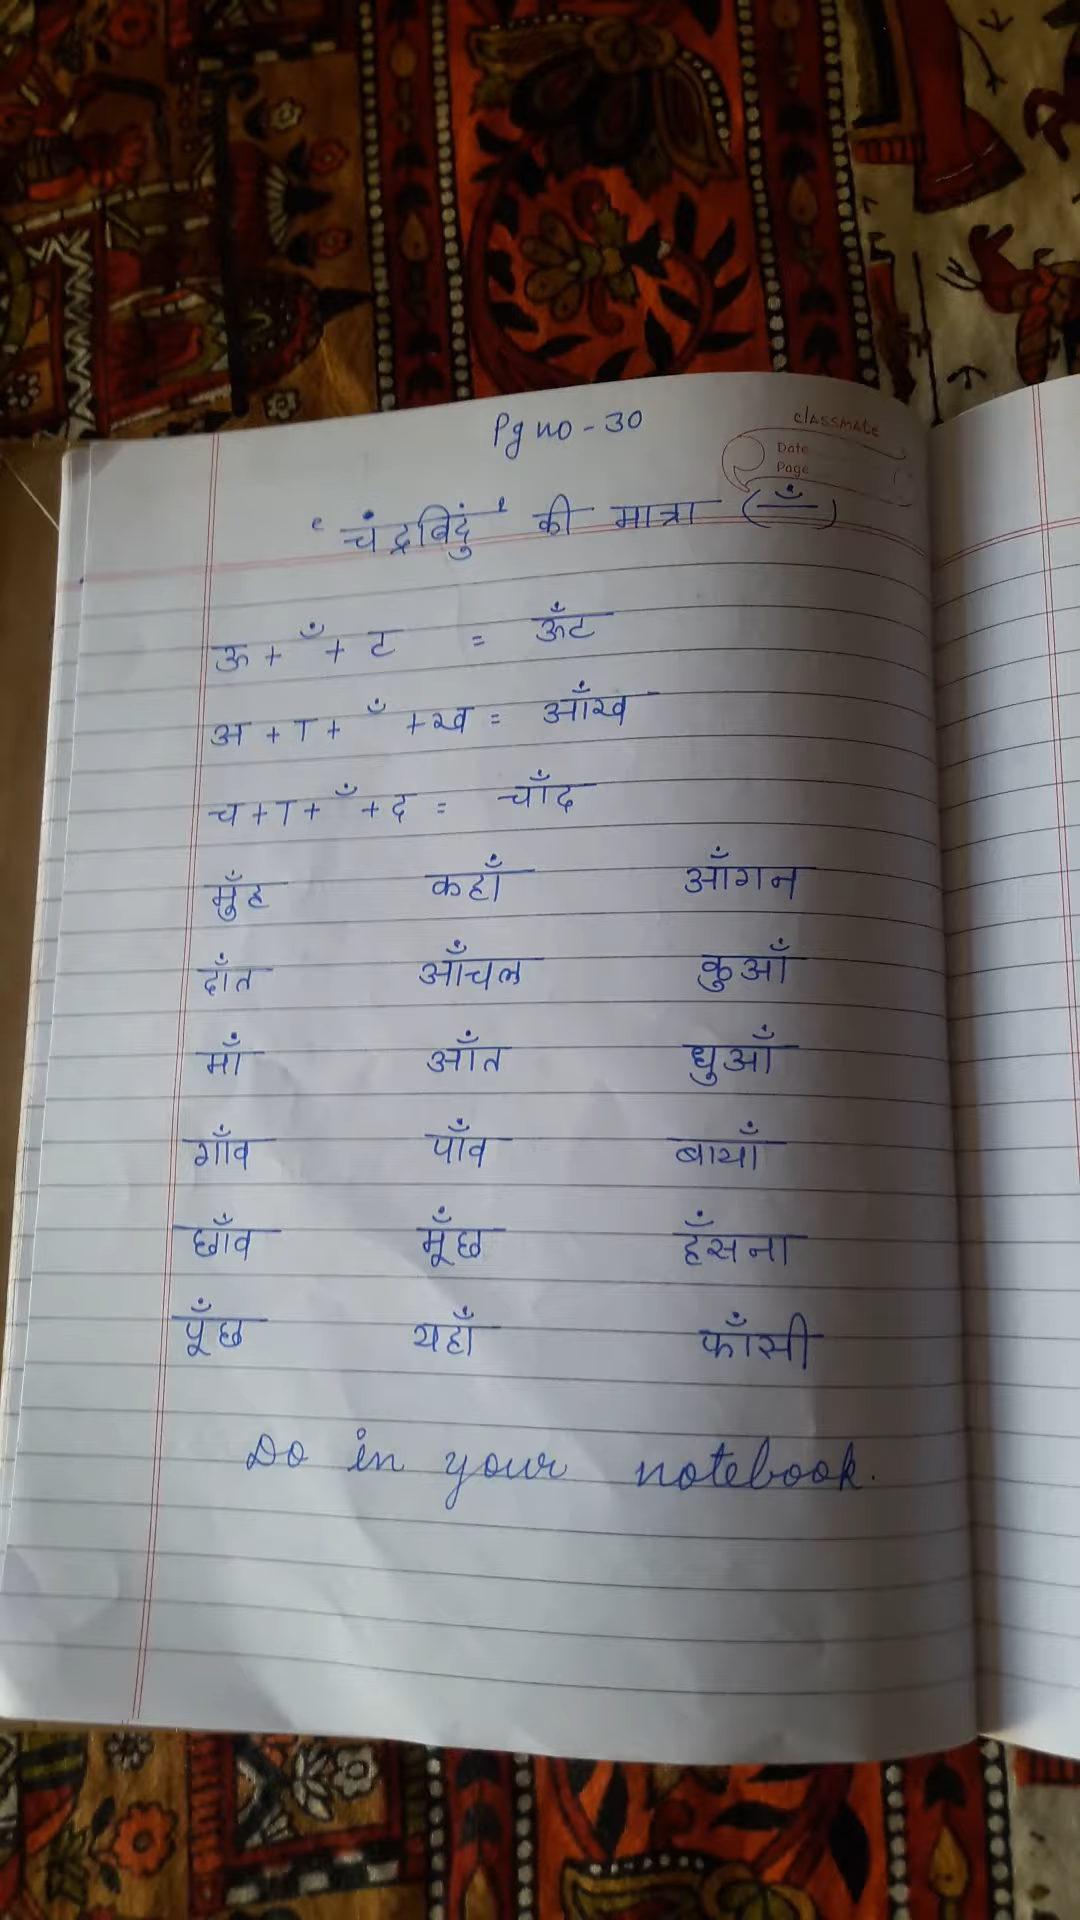 Pg no - 30
classmate
Date
Page
'चंद्रबिदुं' की मात्रा (ँ)
ऊ + ँ + ट = ऊँट
अ + ा + ँ + ख = आँख
च + ा + ँ + द = चाँद
मुँह कहाँ आँगन
दाँत आँचल कुआँ
माँ आँत धुआँ
गाँव पाँव बायाँ
छाँव मूँछ हँसना
पूँछ यहाँ फाँसी
Do in your notebook.